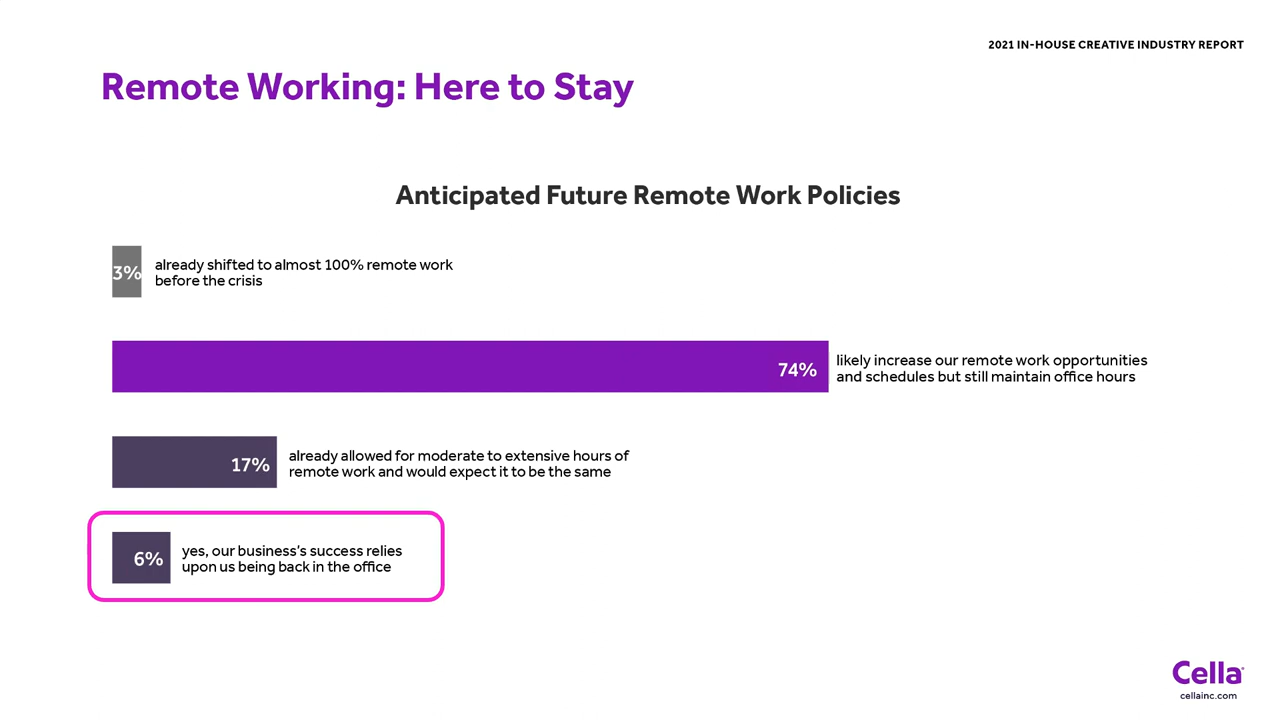 2021 IN-HOUSE CREATIVE INDUSTRY REPORT
Remote Working: Here to Stay
Anticipated Future Remote Work Policies
3%
already shifted to almost 100% remote work
before the crisis
74%
likely increase our remote work opportunities
and schedules but still maintain office hours
17%
already allowed for moderate to extensive hours of
remote work and would expect it to be the same
6%
yes, our business’s success relies
upon us being back in the office
Cella
cellainc.com